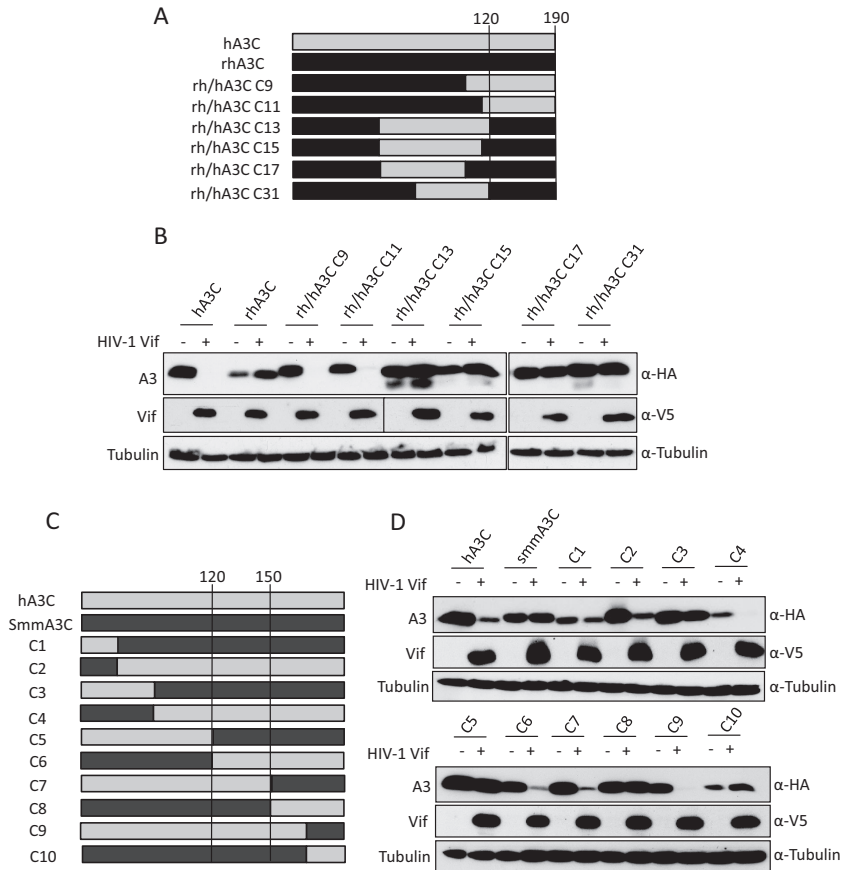 A
120 190
hA3C
rhA3C
rh/hA3C C9
rh/hA3C C11
rh/hA3C C13
rh/hA3C C15
rh/hA3C C17
rh/hA3C C31
B
hA3C rhA3C rh/hA3C C9 rh/hA3C C11 rh/hA3C C13 rh/hA3C C15 rh/hA3C C17 rh/hA3C C31
HIV-1 Vif - + - + - + - + - + - + - + - +
A3 α-HA
Vif α-V5
Tubulin α-Tubulin
C
120 150
hA3C
SmmA3C
C1
C2
C3
C4
C5
C6
C7
C8
C9
C10
D
hA3C smmA3C C1 C2 C3 C4
HIV-1 Vif - + - + - + - + - + - +
A3 α-HA
Vif α-V5
Tubulin α-Tubulin
C5 C6 C7 C8 C9 C10
HIV-1 Vif - + - + - + - + - + - +
A3 α-HA
Vif α-V5
Tubulin α-Tubulin